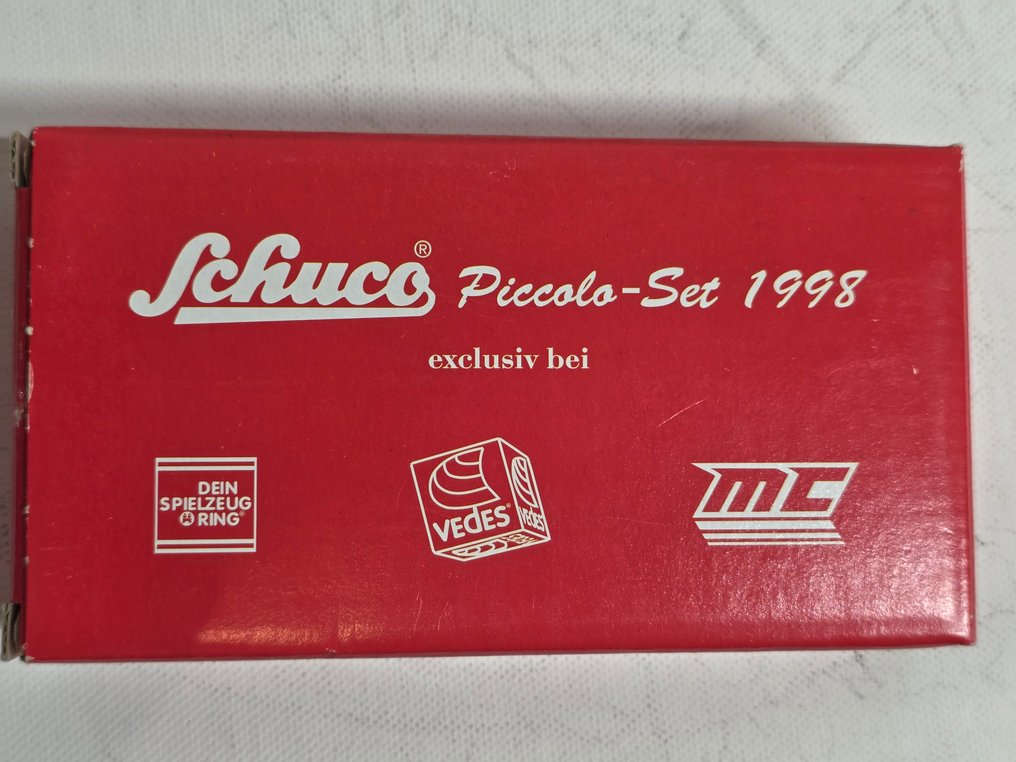 Schuco® Piccolo-Set 1998
exclusiv bei
DEIN
SPIELZEUG
RING®
VEDES®
VEDES
MC